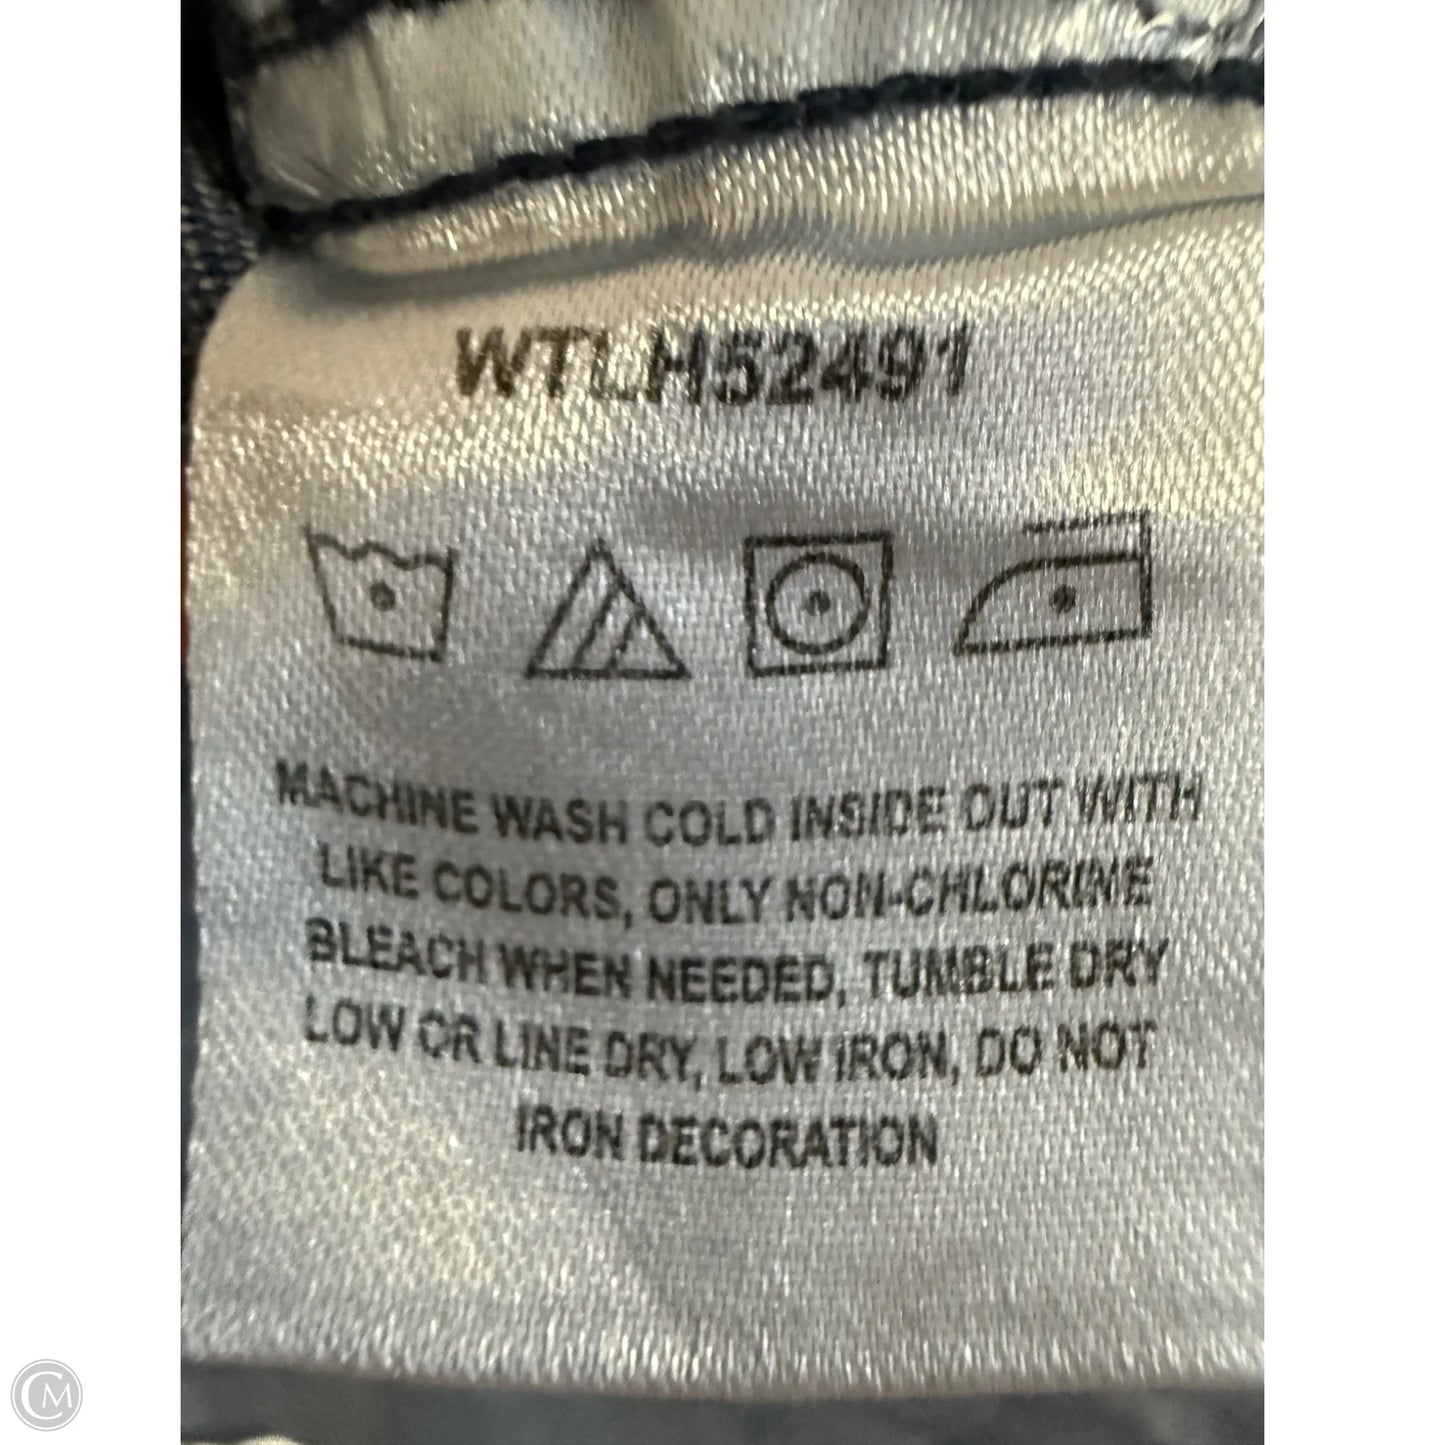 WTLH52491
MACHINE WASH COLD INSIDE OUT WITH
LIKE COLORS, ONLY NON-CHLORINE
BLEACH WHEN NEEDED, TUMBLE DRY
LOW OR LINE DRY, LOW IRON, DO NOT
IRON DECORATION
CM